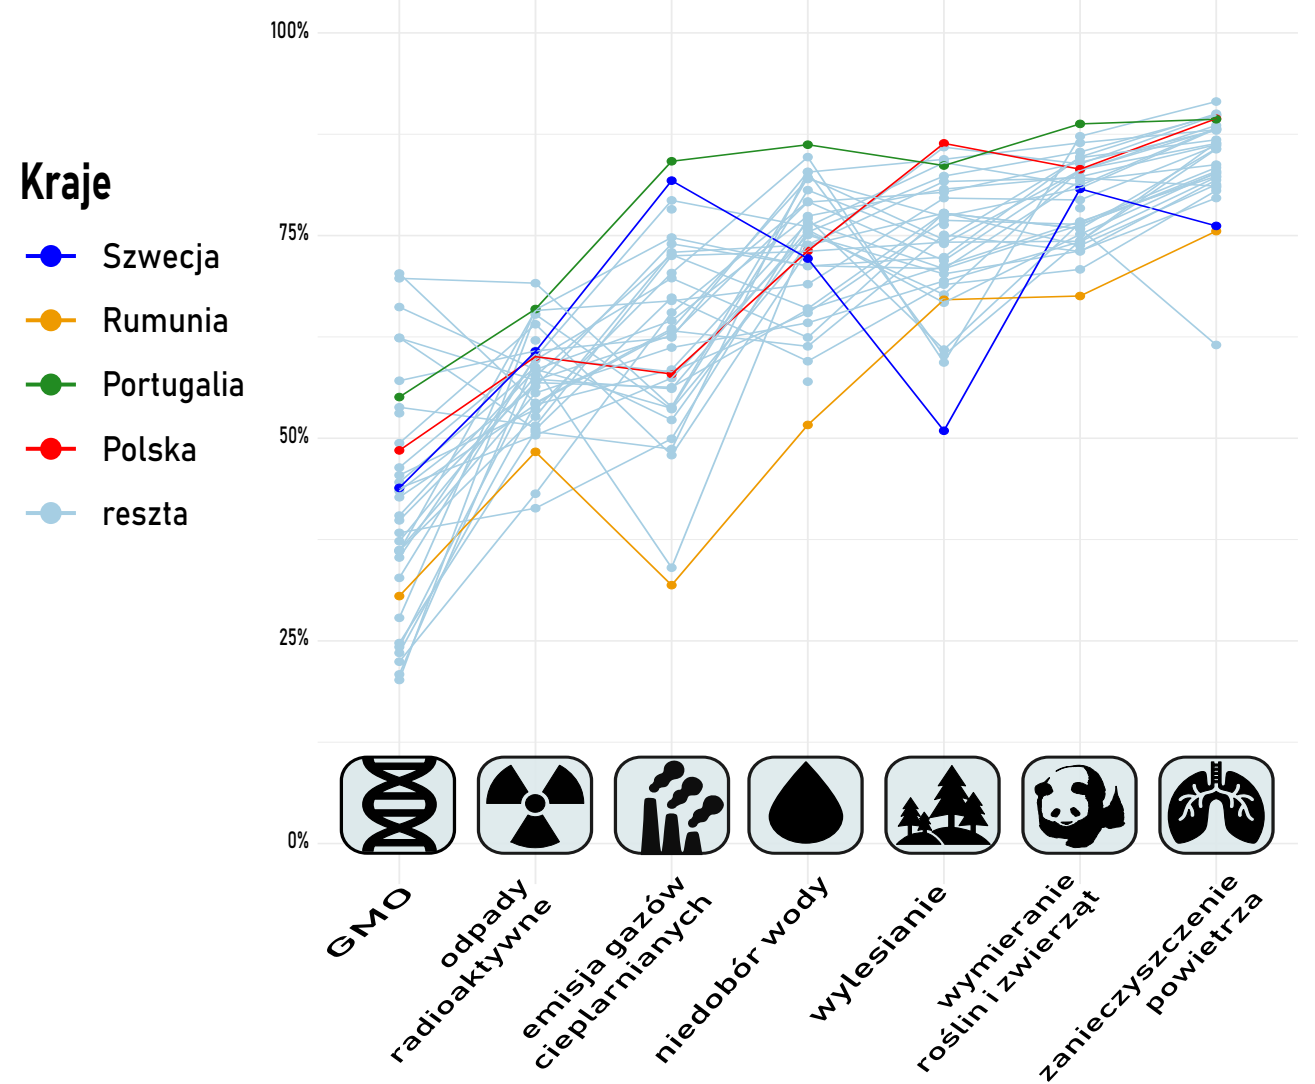 Kraje
Szwecja
Rumunia
Portugalia
Polska
reszta
100%
75%
50%
25%
0%
GMO
odpady
radioaktywne
emisja gazów
cieplarnianych
niedobór wody
wylesianie
wymieranie
roślin i zwierząt
zanieczyszczenie
powietrza